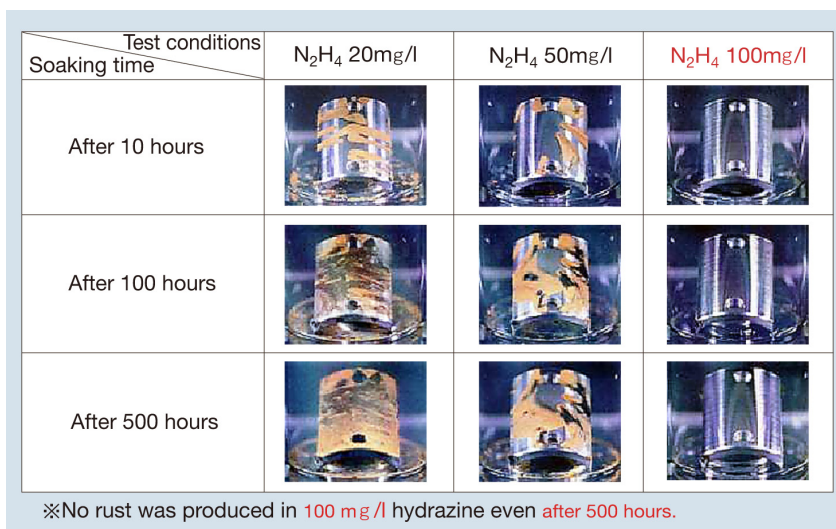 Test conditions
Soaking time
N₂H₄ 20mg/l
N₂H₄ 50mg/l
N₂H₄ 100mg/l
After 10 hours
After 100 hours
After 500 hours
※No rust was produced in 100 mg/l hydrazine even after 500 hours.